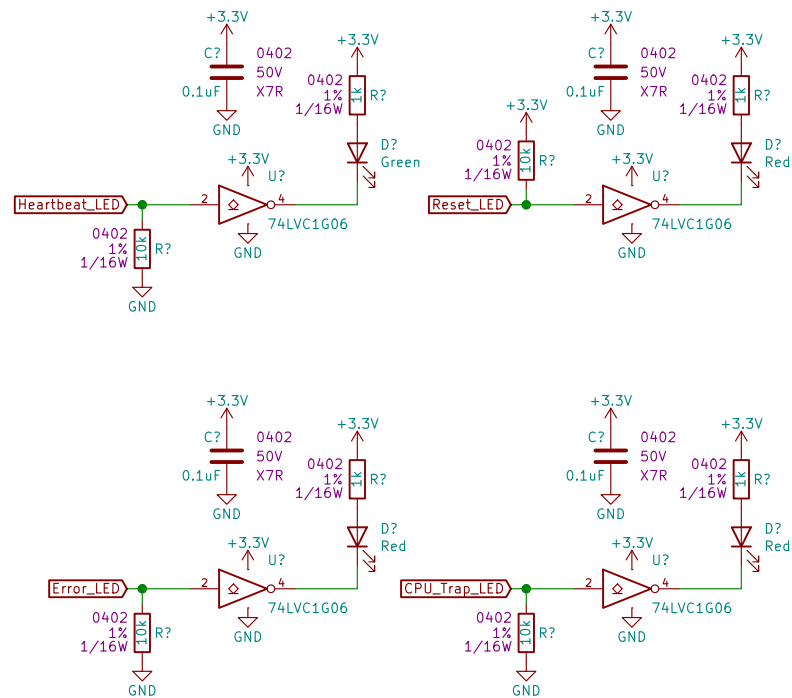 +3.3V
C?
0402
50V
X7R
0.1uF
GND
+3.3V
0402
1%
1/16W
1k
R?
D?
Green
+3.3V
U?
Heartbeat_LED
2
4
74LVC1G06
GND
0402
1%
1/16W
10k
R?
GND
+3.3V
C?
0402
50V
X7R
0.1uF
GND
+3.3V
0402
1%
1/16W
1k
R?
D?
Red
+3.3V
0402
1%
1/16W
10k
R?
+3.3V
U?
Reset_LED
2
4
74LVC1G06
GND
+3.3V
C?
0402
50V
X7R
0.1uF
GND
+3.3V
0402
1%
1/16W
1k
R?
D?
Red
+3.3V
U?
Error_LED
2
4
74LVC1G06
GND
0402
1%
1/16W
10k
R?
GND
+3.3V
C?
0402
50V
X7R
0.1uF
GND
+3.3V
0402
1%
1/16W
1k
R?
D?
Red
+3.3V
U?
CPU_Trap_LED
2
4
74LVC1G06
GND
0402
1%
1/16W
10k
R?
GND